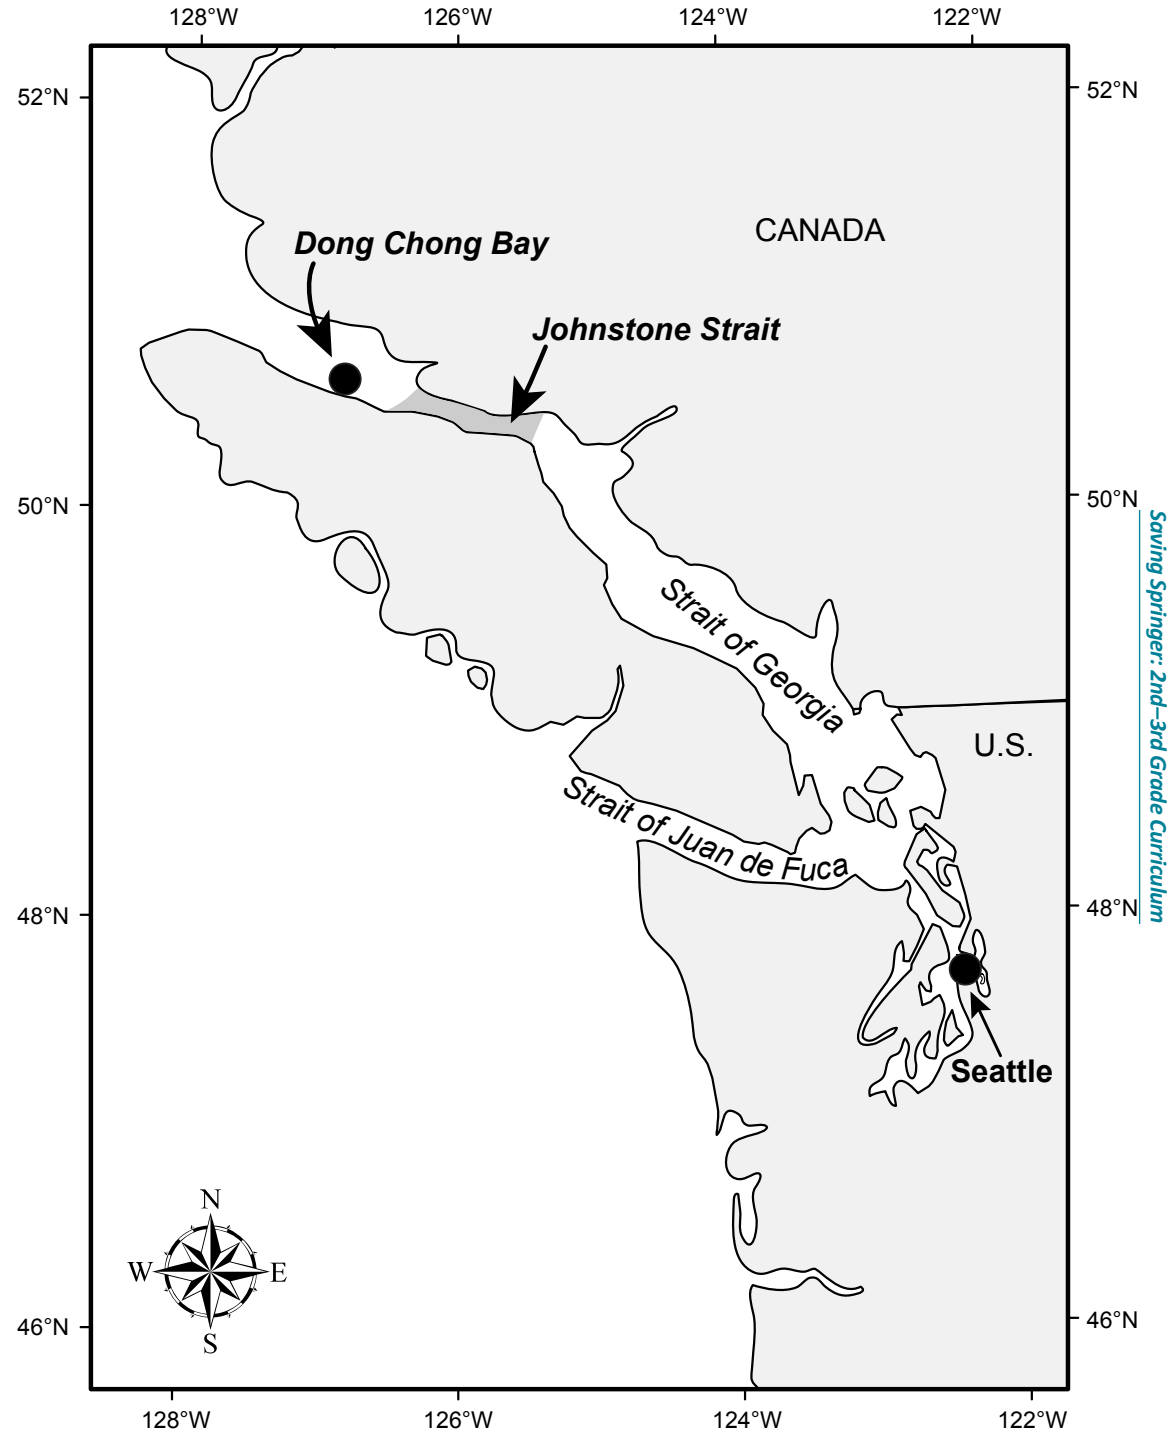 128°W 126°W 124°W 122°W
52°N 52°N
CANADA
Dong Chong Bay
Johnstone Strait
50°N 50°N
Saving Springer: 2nd–3rd Grade Curriculum
Strait of Georgia
U.S.
Strait of Juan de Fuca
48°N 48°N
Seattle
N
W E
S
46°N 46°N
128°W 126°W 124°W 122°W